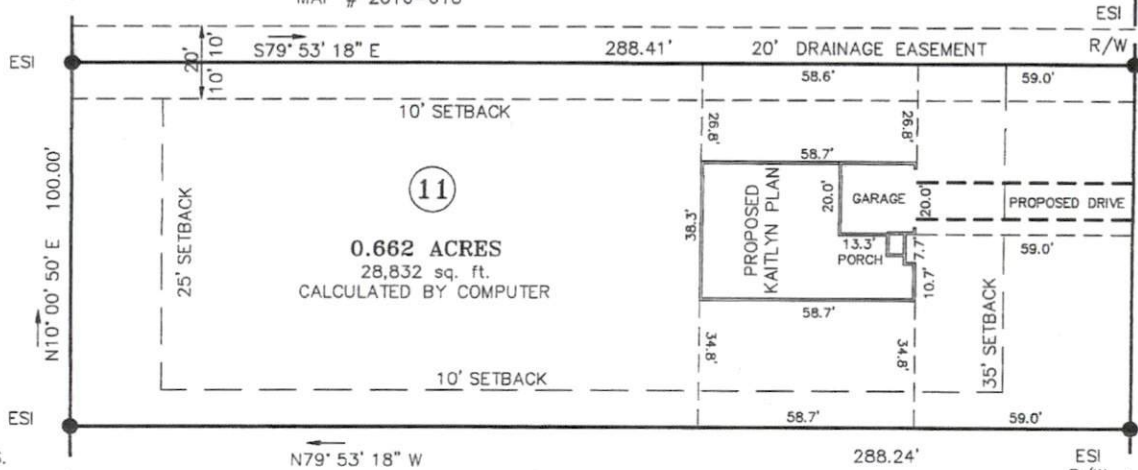 MAP # 2016-618
ESI
ESI
S79° 53' 18" E
288.41'
20' DRAINAGE EASEMENT
R/W
20'
10'
10'
58.6'
59.0'
10' SETBACK
26.8'
26.8'
58.7'
N10° 00' 50" E 100.00'
25' SETBACK
11
0.662 ACRES
28,832 sq. ft.
CALCULATED BY COMPUTER
38.3'
PROPOSED
KAITLYN PLAN
20.0'
GARAGE
20.0'
PROPOSED DRIVE
13.3'
PORCH
7.7'
59.0'
10.7'
58.7'
35' SETBACK
34.8'
34.8'
10' SETBACK
ESI
58.7'
59.0'
N79° 53' 18" W
288.24'
ESI